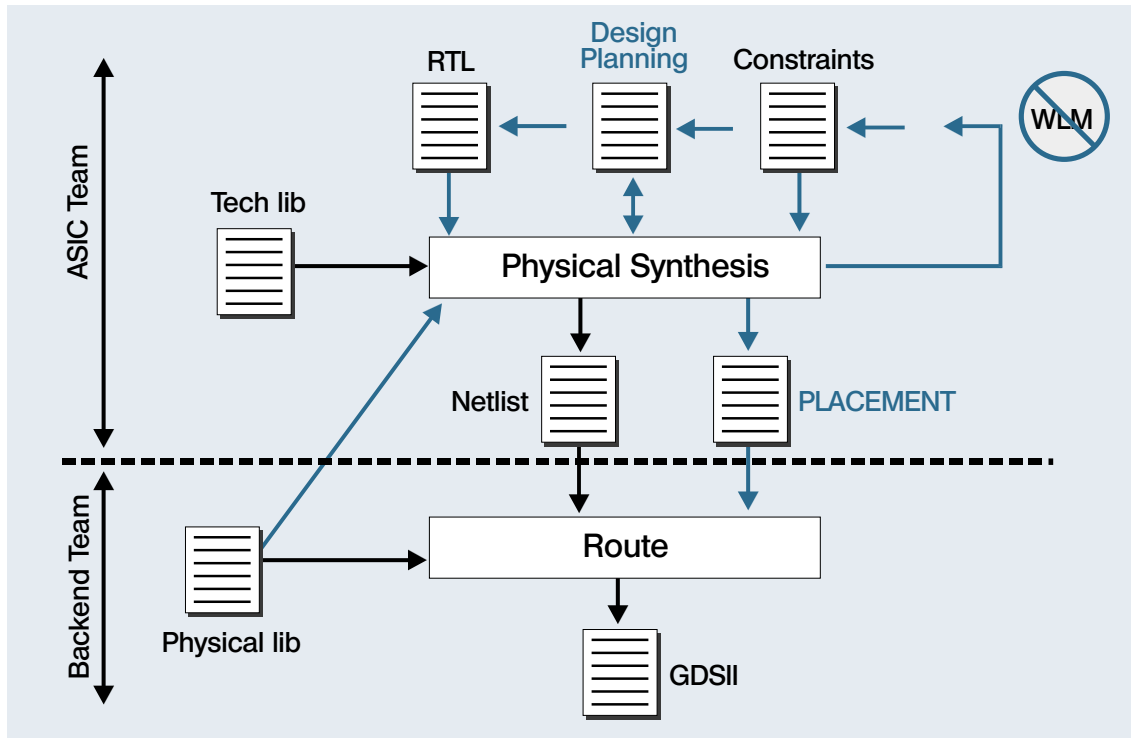 Design
Planning
RTL
Constraints
WLM
ASIC Team
Tech lib
Physical Synthesis
Netlist
PLACEMENT
Backend Team
Route
Physical lib
GDSII